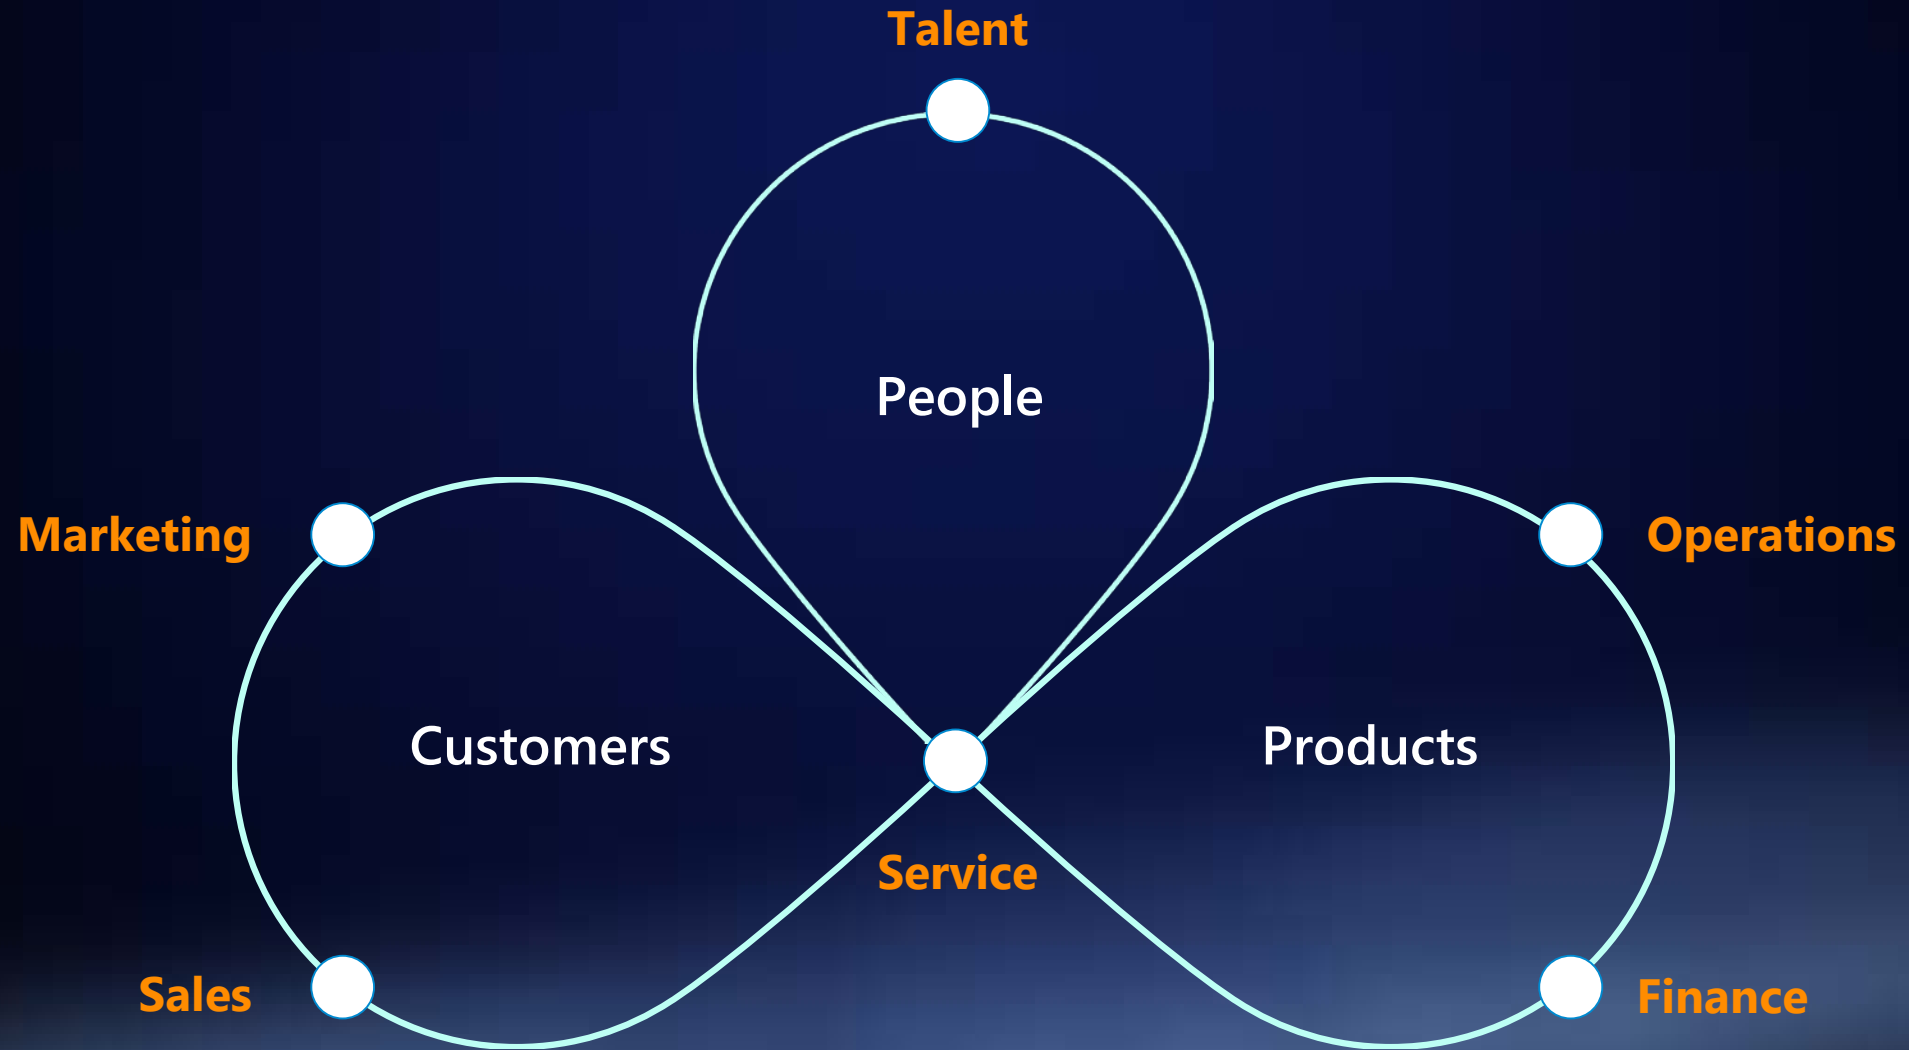 Talent
People
Marketing
Operations
Customers
Products
Service
Sales
Finance